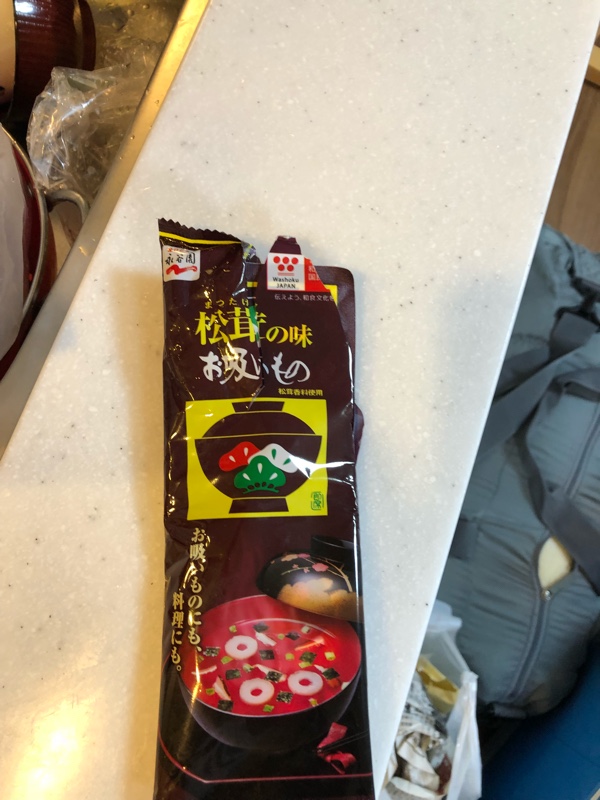 永谷園
Washoku
JAPAN
伝えよう、和食文化を
まつたけ
松茸の味
お吸いもの
松茸香料使用
お吸いものにも、
料理にも。